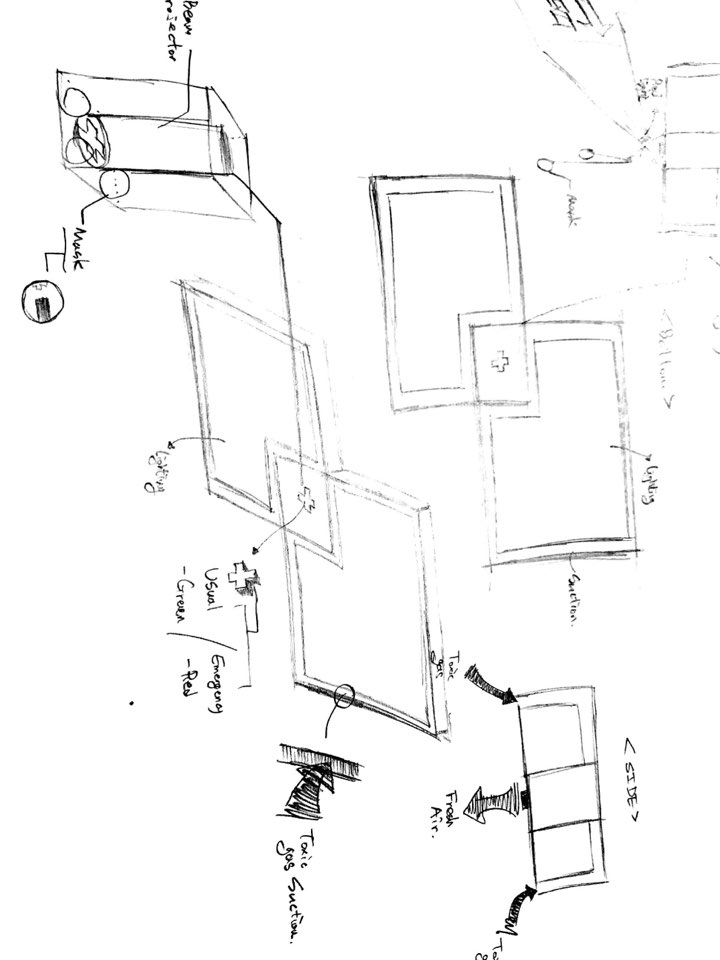 Beam
Mask
Mask
<Bottom>
Lighting
Suction.
Lighting
Usual
- Green
Emergency
- Red
Toxic
gas
<SIDE>
Fresh
Air.
Toxic
gas Suction.